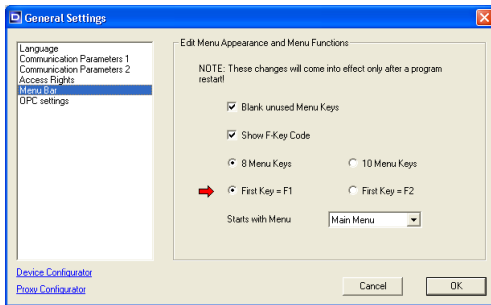 General Settings
Language
Communication Parameters 1
Communication Parameters 2
Access Rights
Menu Bar
OPC settings
Edit Menu Appearance and Menu Functions
NOTE: These changes will come into effect only after a program
restart!
Blank unused Menu Keys
Show F-Key Code
8 Menu Keys
10 Menu Keys
First Key = F1
First Key = F2
Starts with Menu
Main Menu
Device Configurator
Proxy Configurator
Cancel
OK